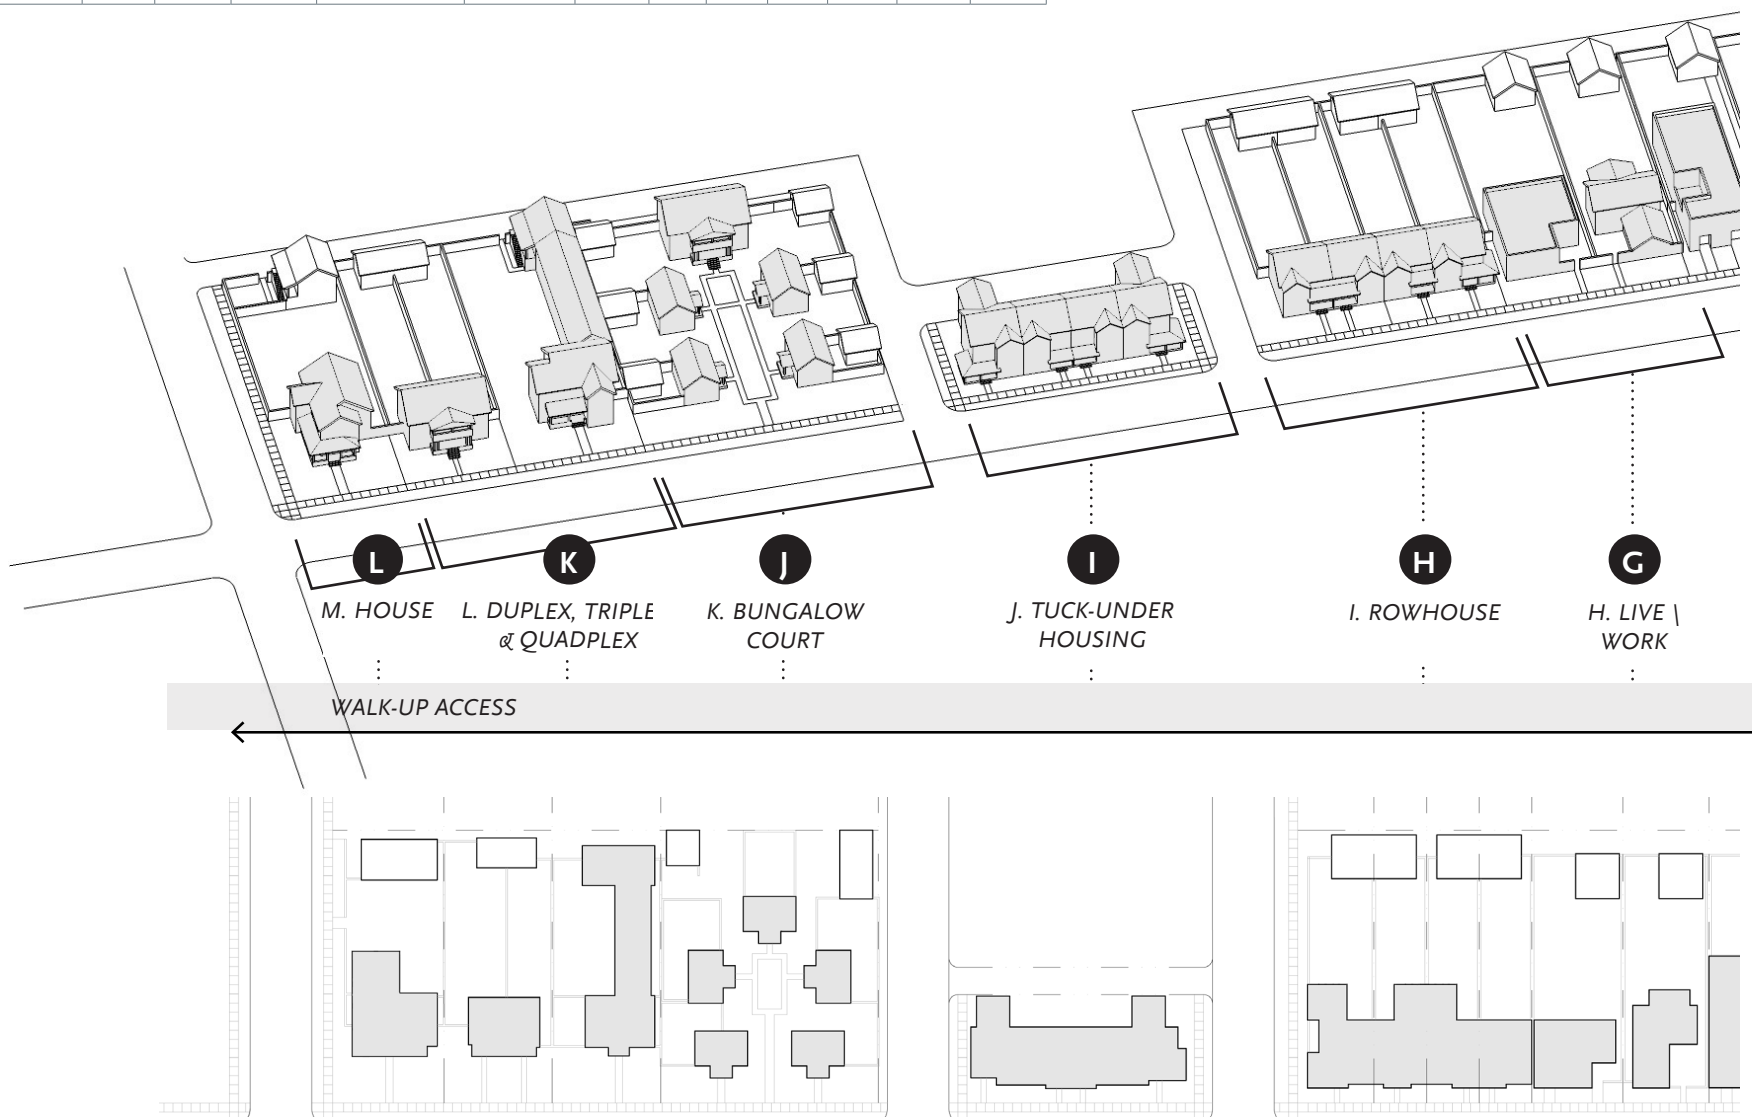 L
K
J
I
H
G
M. HOUSE
L. DUPLEX, TRIPLE
& QUADPLEX
K. BUNGALOW
COURT
J. TUCK-UNDER
HOUSING
I. ROWHOUSE
H. LIVE \
WORK
WALK-UP ACCESS